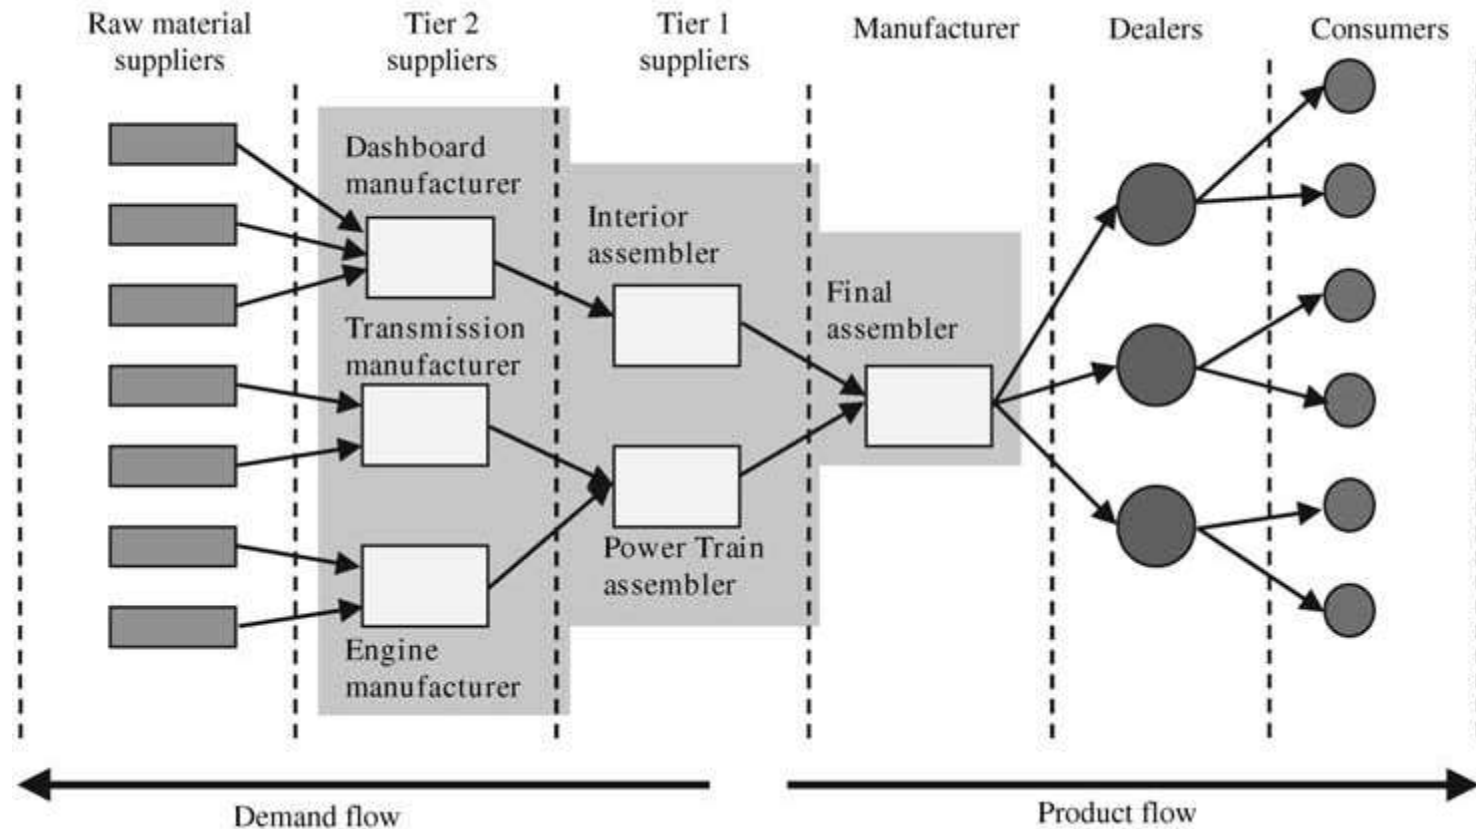 Raw material
suppliers
Tier 2
suppliers
Tier 1
suppliers
Manufacturer
Dealers
Consumers
Dashboard
manufacturer
Transmission
manufacturer
Engine
manufacturer
Interior
assembler
Power Train
assembler
Final
assembler
Demand flow
Product flow